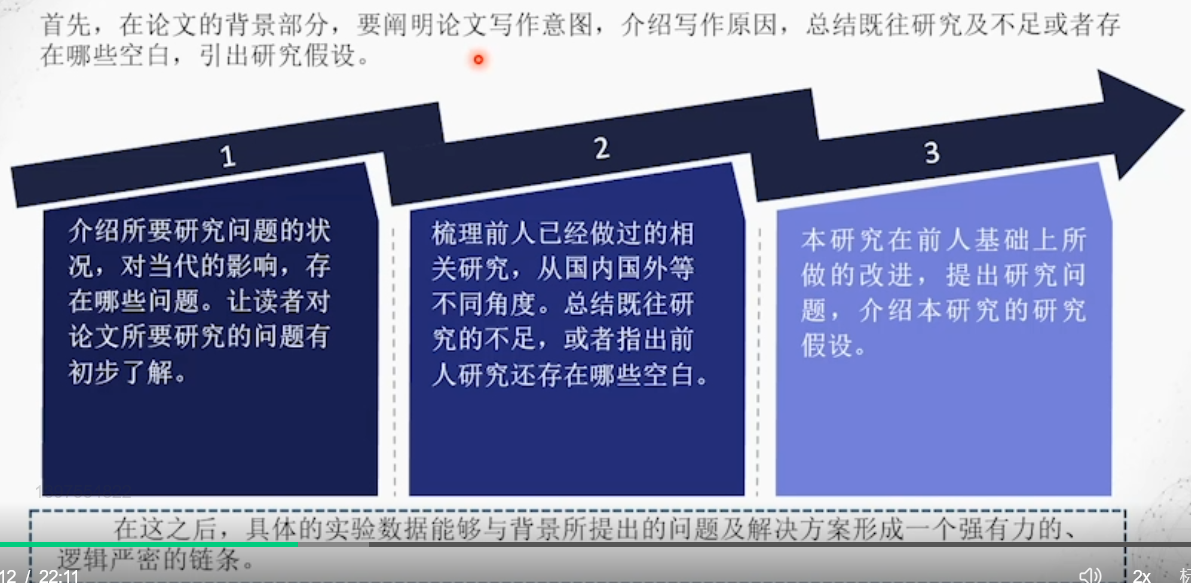 首先，在论文的背景部分，要阐明论文写作意图，介绍写作原因，总结既往研究及不足或者存
在哪些空白，引出研究假设。
1
2
3
介绍所要研究问题的状
况，对当代的影响，存
在哪些问题。让读者对
论文所要研究的问题有
初步了解。
梳理前人已经做过的相
关研究，从国内国外等
不同角度。总结既往研
究的不足，或者指出前
人研究还存在哪些空白。
本研究在前人基础上所
做的改进，提出研究问
题，介绍本研究的研究
假设。
在这之后，具体的实验数据能够与背景所提出的问题及解决方案形成一个强有力的、
逻辑严密的链条。
12 / 22:11
2x